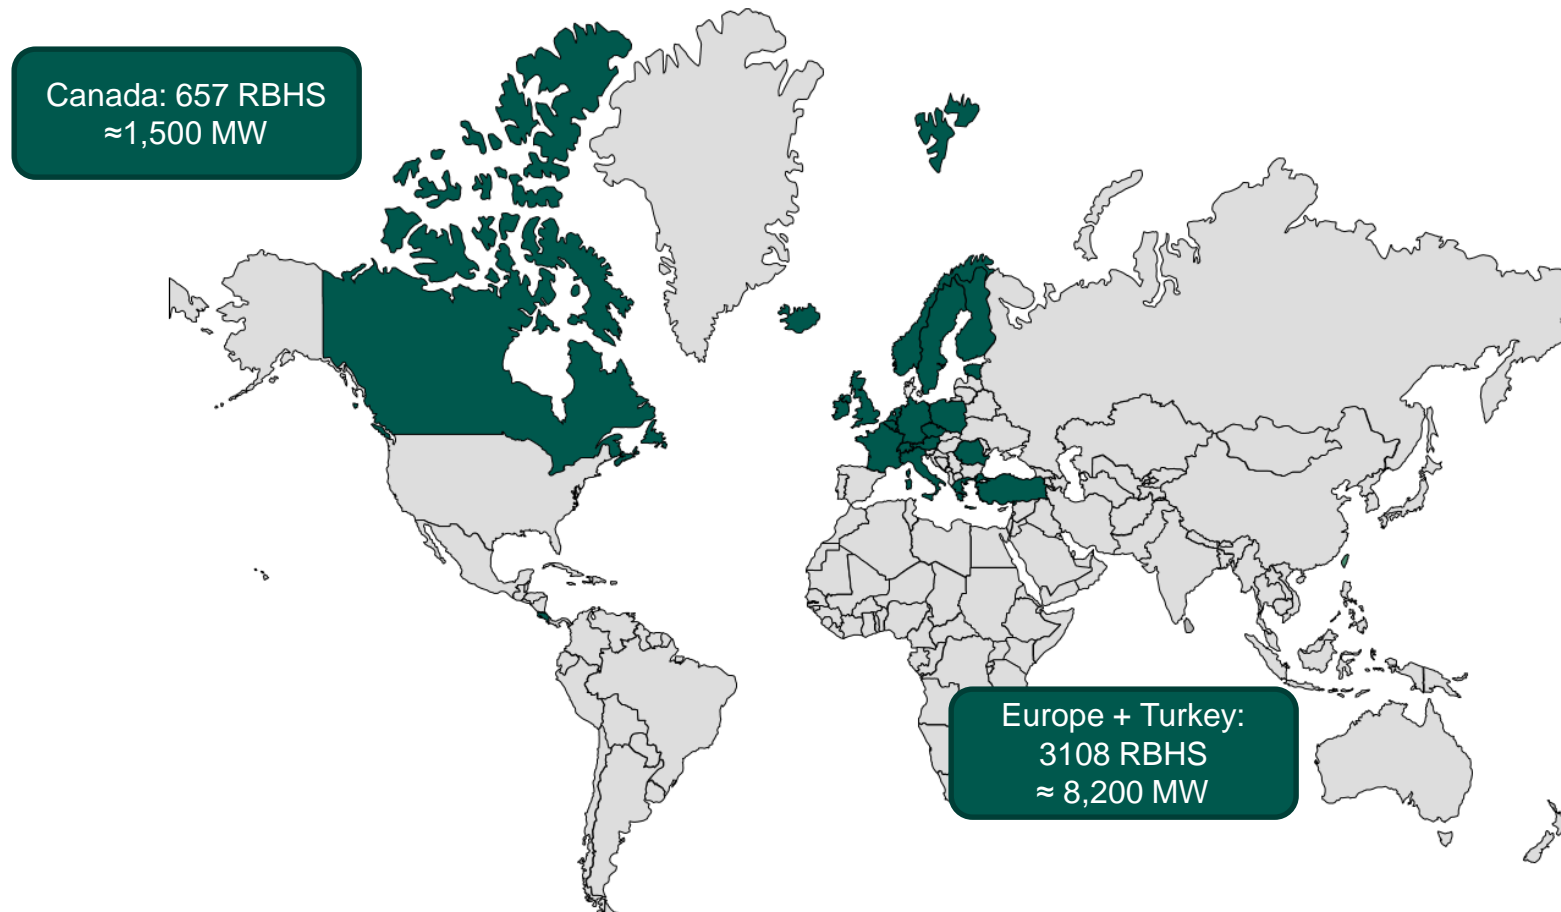 Canada: 657 RBHS
≈1,500 MW
Europe + Turkey:
3108 RBHS
≈ 8,200 MW